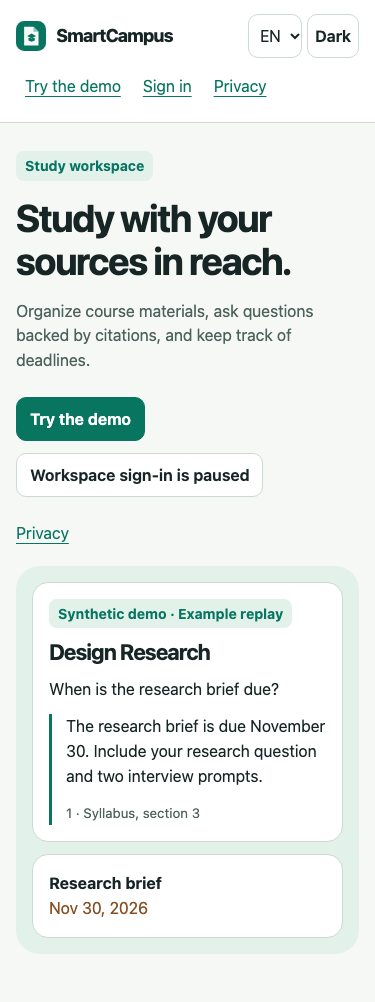 SmartCampus
EN
Dark
Try the demo Sign in Privacy
Study workspace
Study with your
sources in reach.
Organize course materials, ask questions
backed by citations, and keep track of
deadlines.
Try the demo
Workspace sign-in is paused
Privacy
Synthetic demo · Example replay
Design Research
When is the research brief due?
The research brief is due November
30. Include your research question
and two interview prompts.
1 · Syllabus, section 3
Research brief
Nov 30, 2026